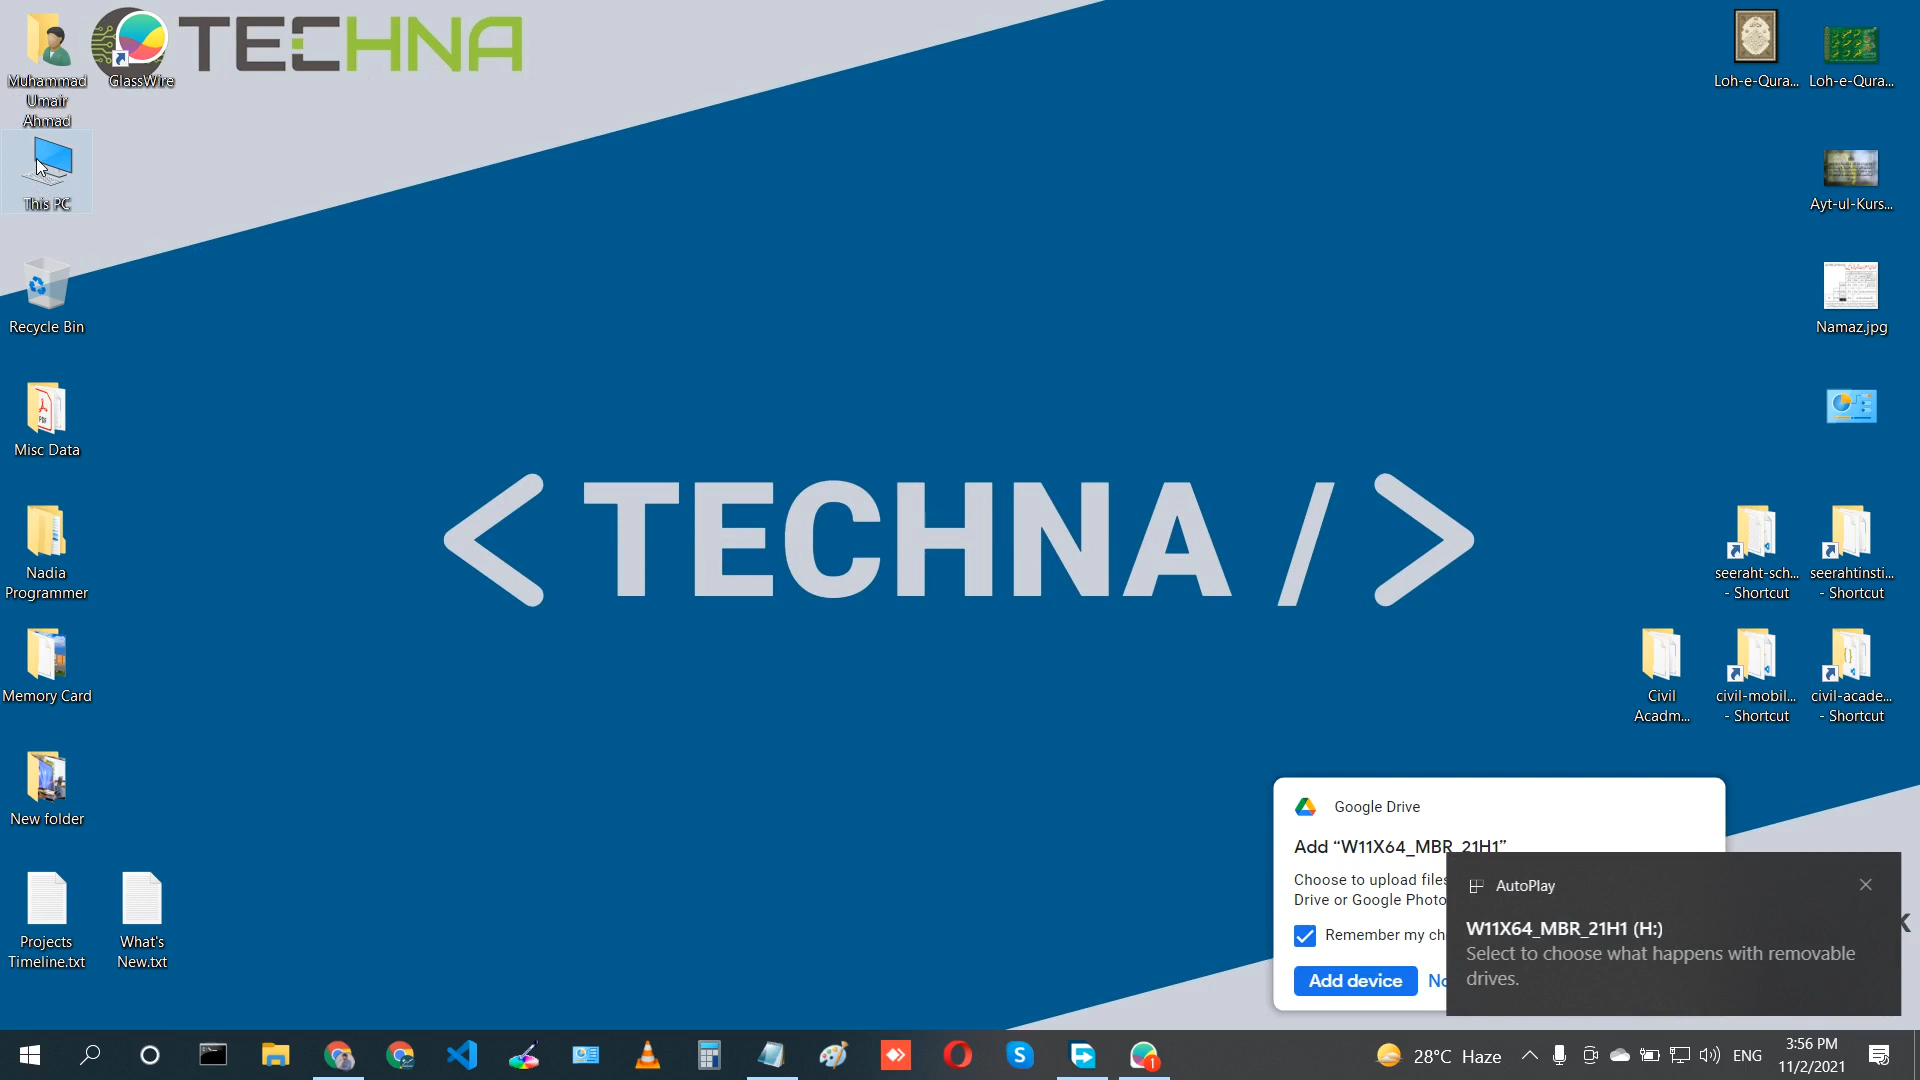 TECHNA
Muhammad
Umair
Ahmad
GlassWire
This PC
Recycle Bin
Misc Data
Nadia
Programmer
Memory Card
New folder
Projects
Timeline.txt
What's
New.txt
< TECHNA / >
Loh-e-Qura...
Loh-e-Qura...
Ayt-ul-Kurs...
Namaz.jpg
seeraht-sch...
- Shortcut
seerahtinsti...
- Shortcut
Civil
Acadm...
civil-mobil...
- Shortcut
civil-acade...
- Shortcut
Google Drive
Add “W11X64_MBR_21H1”
Choose to upload files
Drive or Google Photo
Remember my ch
Add device
No
AutoPlay
W11X64_MBR_21H1 (H:)
Select to choose what happens with removable
drives.
28°C Haze
ENG
3:56 PM
11/2/2021
1